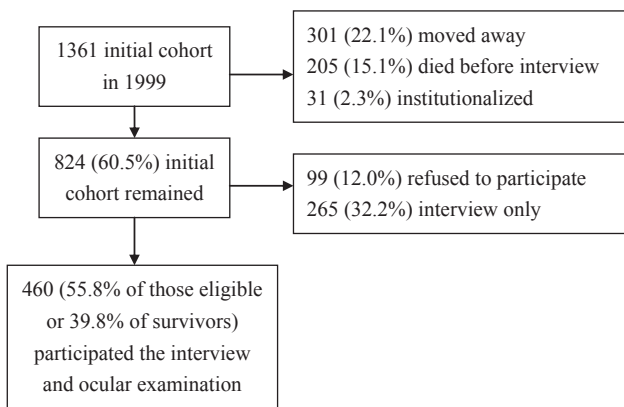 1361 initial cohort
in 1999
301 (22.1%) moved away
205 (15.1%) died before interview
31 (2.3%) institutionalized
824 (60.5%) initial
cohort remained
99 (12.0%) refused to participate
265 (32.2%) interview only
460 (55.8% of those eligible
or 39.8% of survivors)
participated the interview
and ocular examination